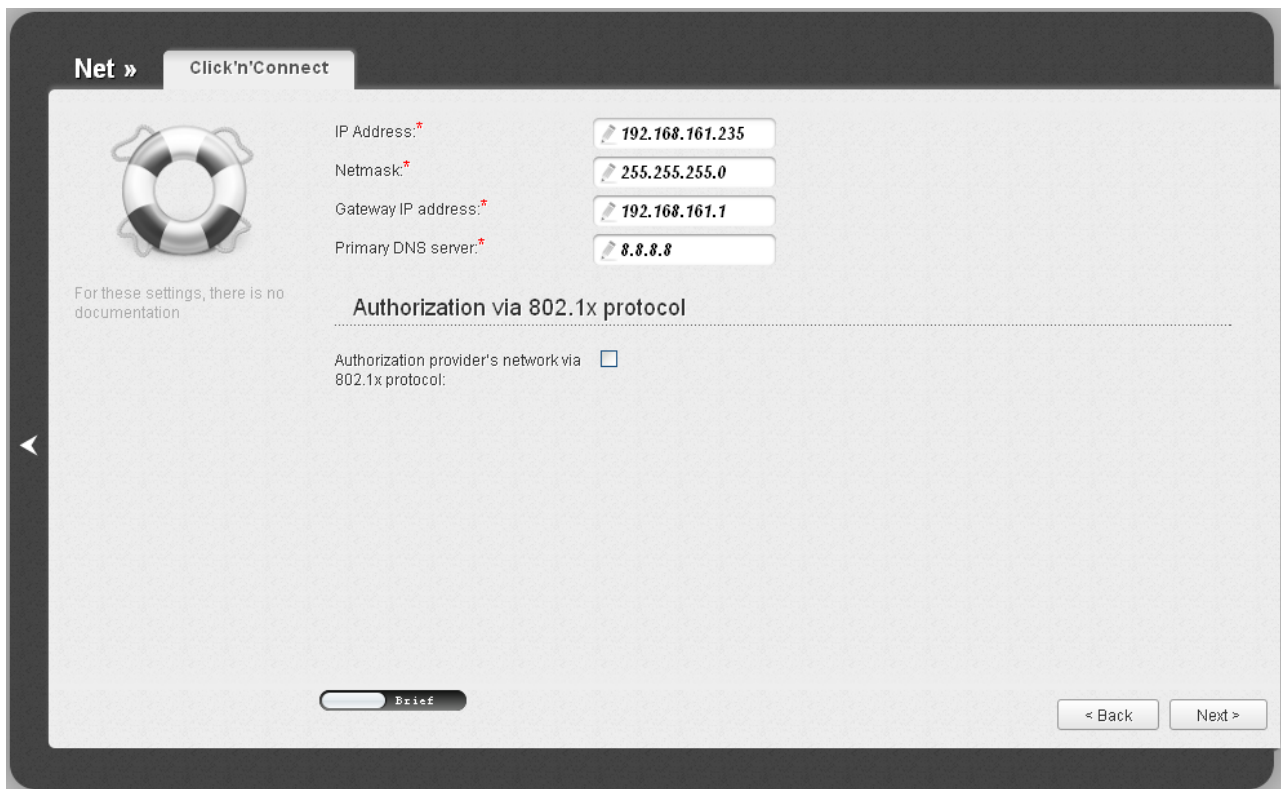 Net »
Click'n'Connect
IP Address:*
192.168.161.235
Netmask:*
255.255.255.0
Gateway IP address:*
192.168.161.1
Primary DNS server:*
8.8.8.8
For these settings, there is no
documentation
Authorization via 802.1x protocol
Authorization provider's network via
802.1x protocol:
Brief
< Back
Next >